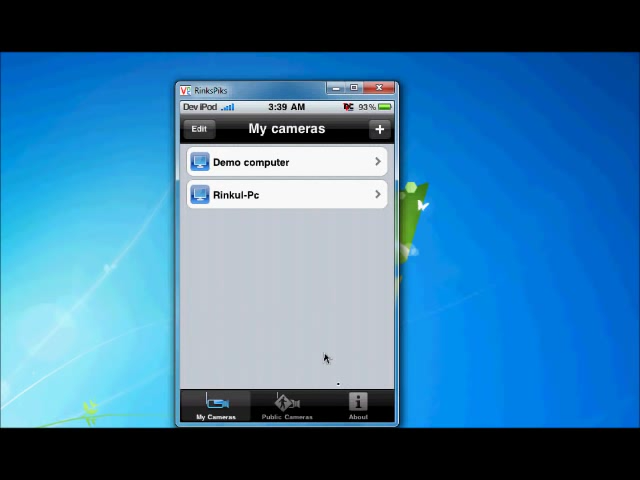 RinksPiks
Dev iPod 3:39 AM 93%
Edit My cameras +
Demo computer
Rinkul-Pc
My Cameras Public Cameras About